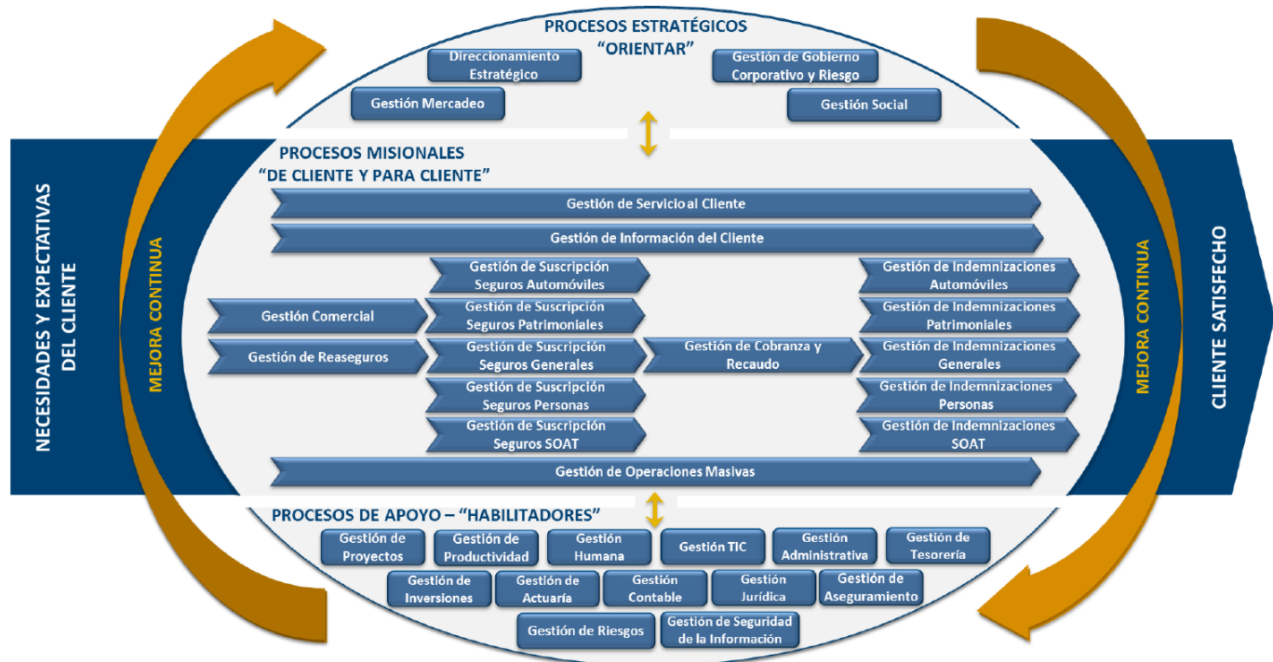 PROCESOS ESTRATÉGICOS
“ORIENTAR”
Direccionamiento
Estratégico
Gestión de Gobierno
Corporativo y Riesgo
Gestión Mercadeo
Gestión Social
NECESIDADES Y EXPECTATIVAS
DEL CLIENTE
MEJORA CONTINUA
PROCESOS MISIONALES
“DE CLIENTE Y PARA CLIENTE”
Gestión de Servicio al Cliente
Gestión de Información del Cliente
Gestión Comercial
Gestión de Reaseguros
Gestión de Suscripción
Seguros Automóviles
Gestión de Suscripción
Seguros Patrimoniales
Gestión de Suscripción
Seguros Generales
Gestión de Suscripción
Seguros Personas
Gestión de Suscripción
Seguros SOAT
Gestión de Cobranza y
Recaudo
Gestión de Indemnizaciones
Automóviles
Gestión de Indemnizaciones
Patrimoniales
Gestión de Indemnizaciones
Generales
Gestión de Indemnizaciones
Personas
Gestión de Indemnizaciones
SOAT
Gestión de Operaciones Masivas
MEJORA CONTINUA
CLIENTE SATISFECHO
PROCESOS DE APOYO – “HABILITADORES”
Gestión de
Proyectos
Gestión de
Productividad
Gestión
Humana
Gestión TIC
Gestión
Administrativa
Gestión de
Tesorería
Gestión de
Inversiones
Gestión de
Actuaría
Gestión
Contable
Gestión
Jurídica
Gestión de
Aseguramiento
Gestión de Riesgos
Gestión de Seguridad
de la Información